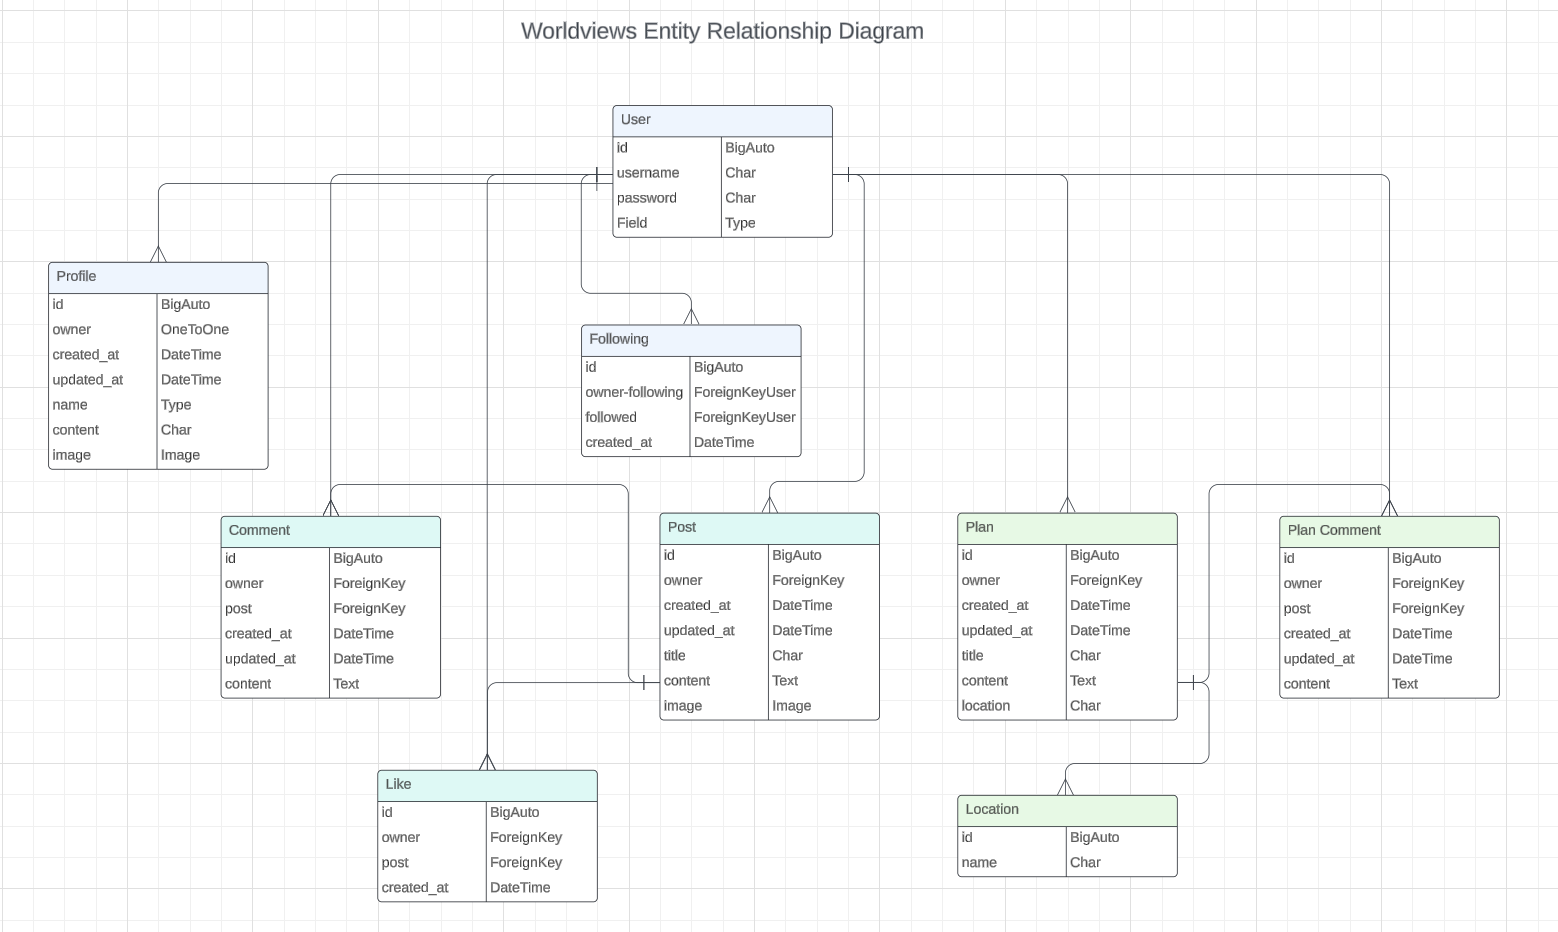 Worldviews Entity Relationship Diagram
User
id BigAuto
username Char
password Char
Field Type
Profile
id BigAuto
owner OneToOne
created_at DateTime
updated_at DateTime
name Type
content Char
image Image
Following
id BigAuto
owner-following ForeignKeyUser
followed ForeignKeyUser
created_at DateTime
Comment
id BigAuto
owner ForeignKey
post ForeignKey
created_at DateTime
updated_at DateTime
content Text
Post
id BigAuto
owner ForeignKey
created_at DateTime
updated_at DateTime
title Char
content Text
image Image
Plan
id BigAuto
owner ForeignKey
created_at DateTime
updated_at DateTime
title Char
content Text
location Char
Plan Comment
id BigAuto
owner ForeignKey
post ForeignKey
created_at DateTime
updated_at DateTime
content Text
Like
id BigAuto
owner ForeignKey
post ForeignKey
created_at DateTime
Location
id BigAuto
name Char